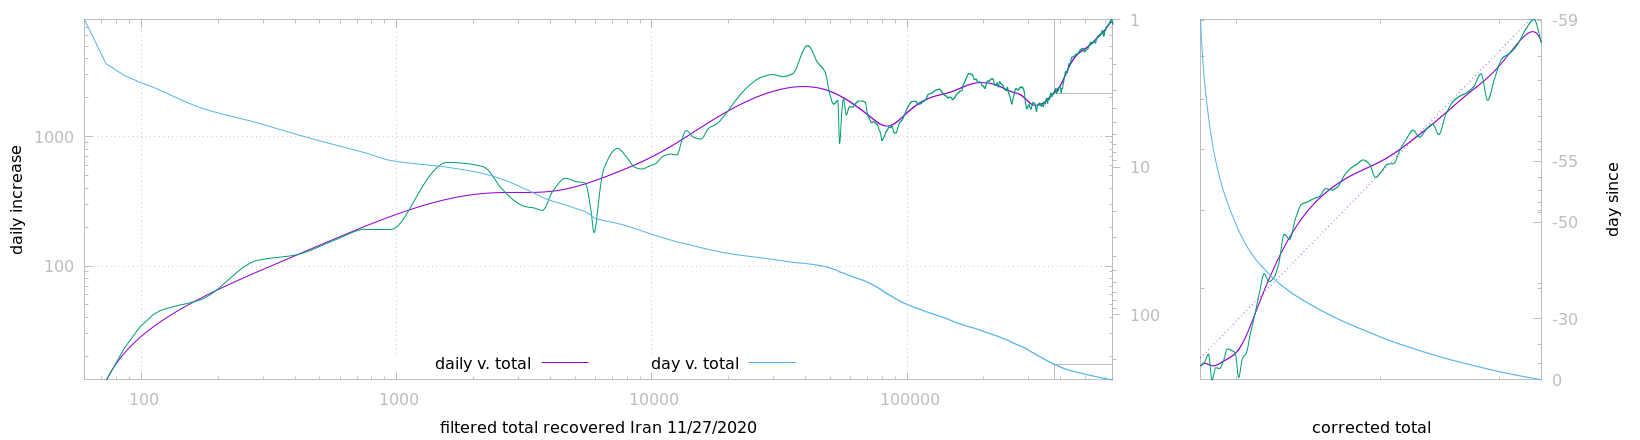 1
-59
1000
daily increase
10
-55
day since
-50
100
100
-30
daily v. total
day v. total
0
100
1000
10000
100000
filtered total recovered Iran 11/27/2020
corrected total